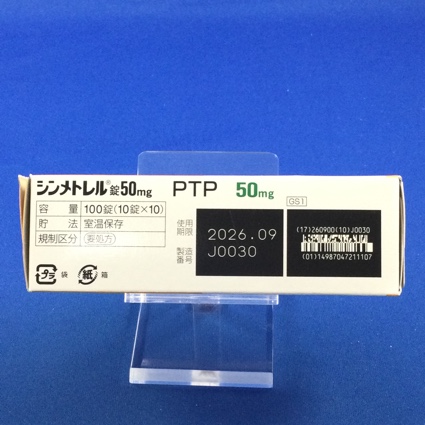 シンメトレル®錠50mg PTP 50mg
容量 100錠(10錠×10)
貯法 室温保存
規制区分 (要処方)
使用期限 2026.09
製造番号 J0030
GS1
(17)260900(10)J0030
(01)14987047211107
プラ 袋 紙 箱